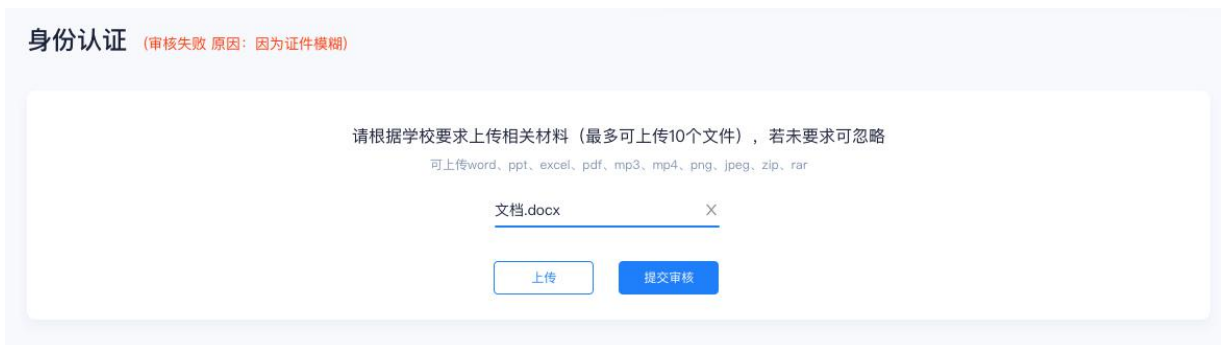 身份认证 (审核失败 原因：因为证件模糊)
请根据学校要求上传相关材料（最多可上传10个文件），若未要求可忽略
可上传word、ppt、excel、pdf、mp3、mp4、png、jpeg、zip、rar
文档.docx X
上传 提交审核